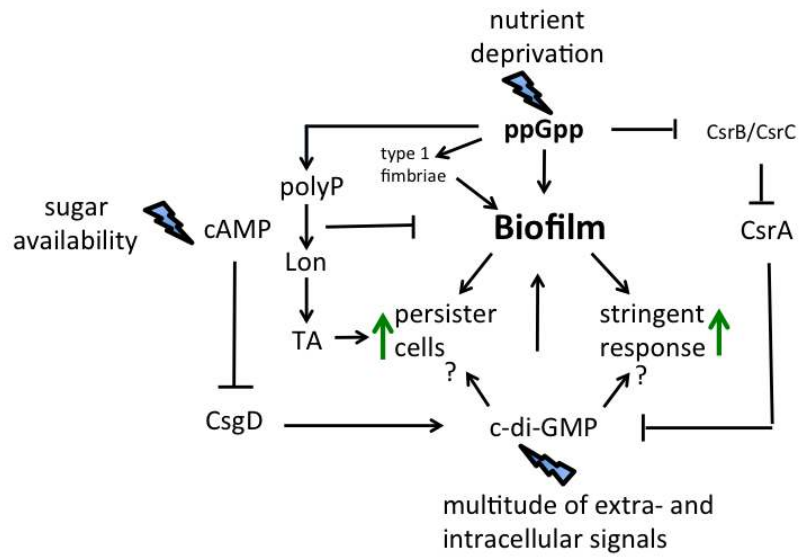 nutrient
deprivation
ppGpp
CsrB/CsrC
type 1
fimbriae
polyP
sugar
availability
cAMP
Biofilm
CsrA
Lon
TA
persister
cells
?
stringent
response
?
CsgD
c-di-GMP
multitude of extra- and
intracellular signals